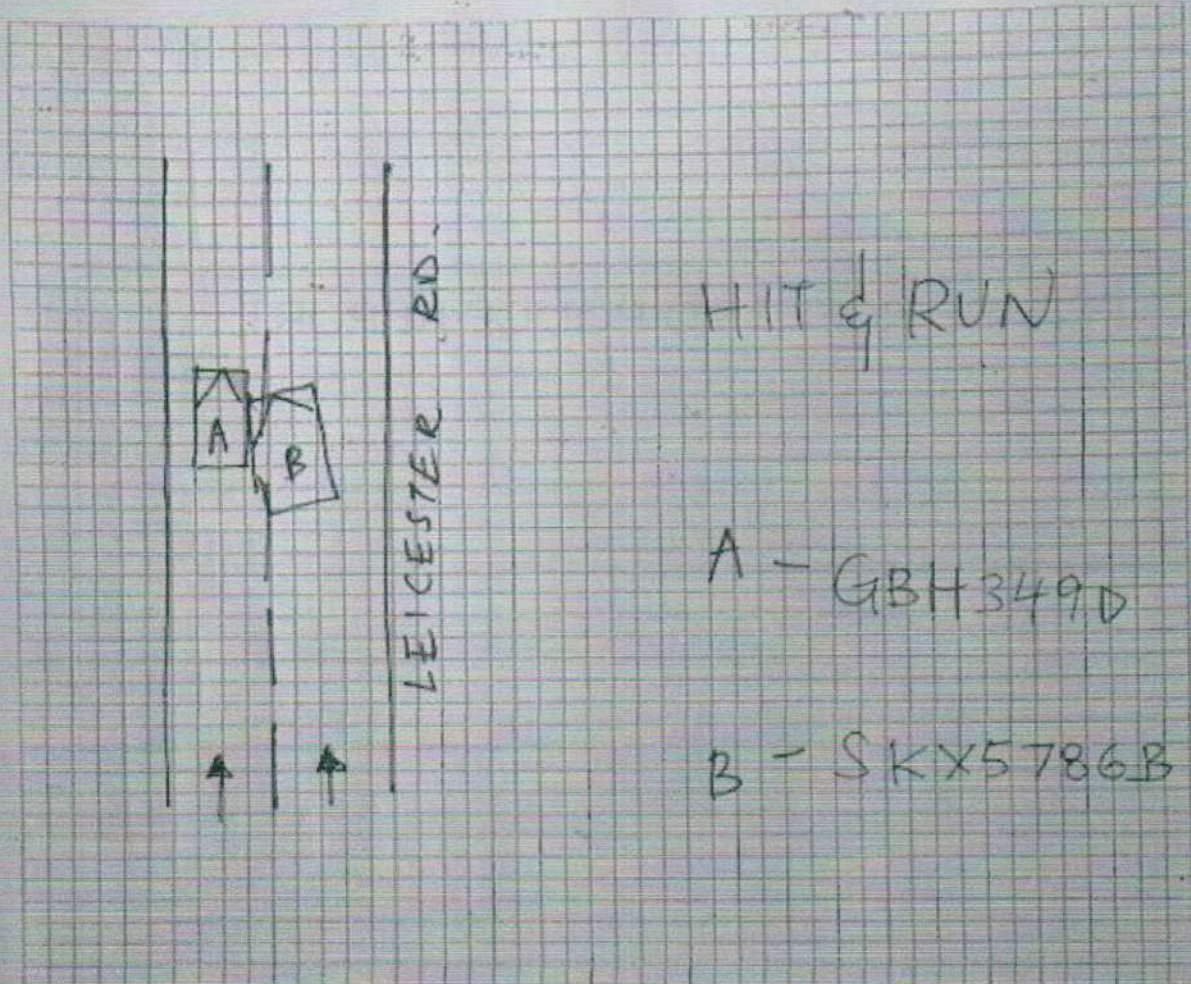 LEICESTER RD.
A
B
HIT & RUN
A - GBH349D
B - SKX5786B